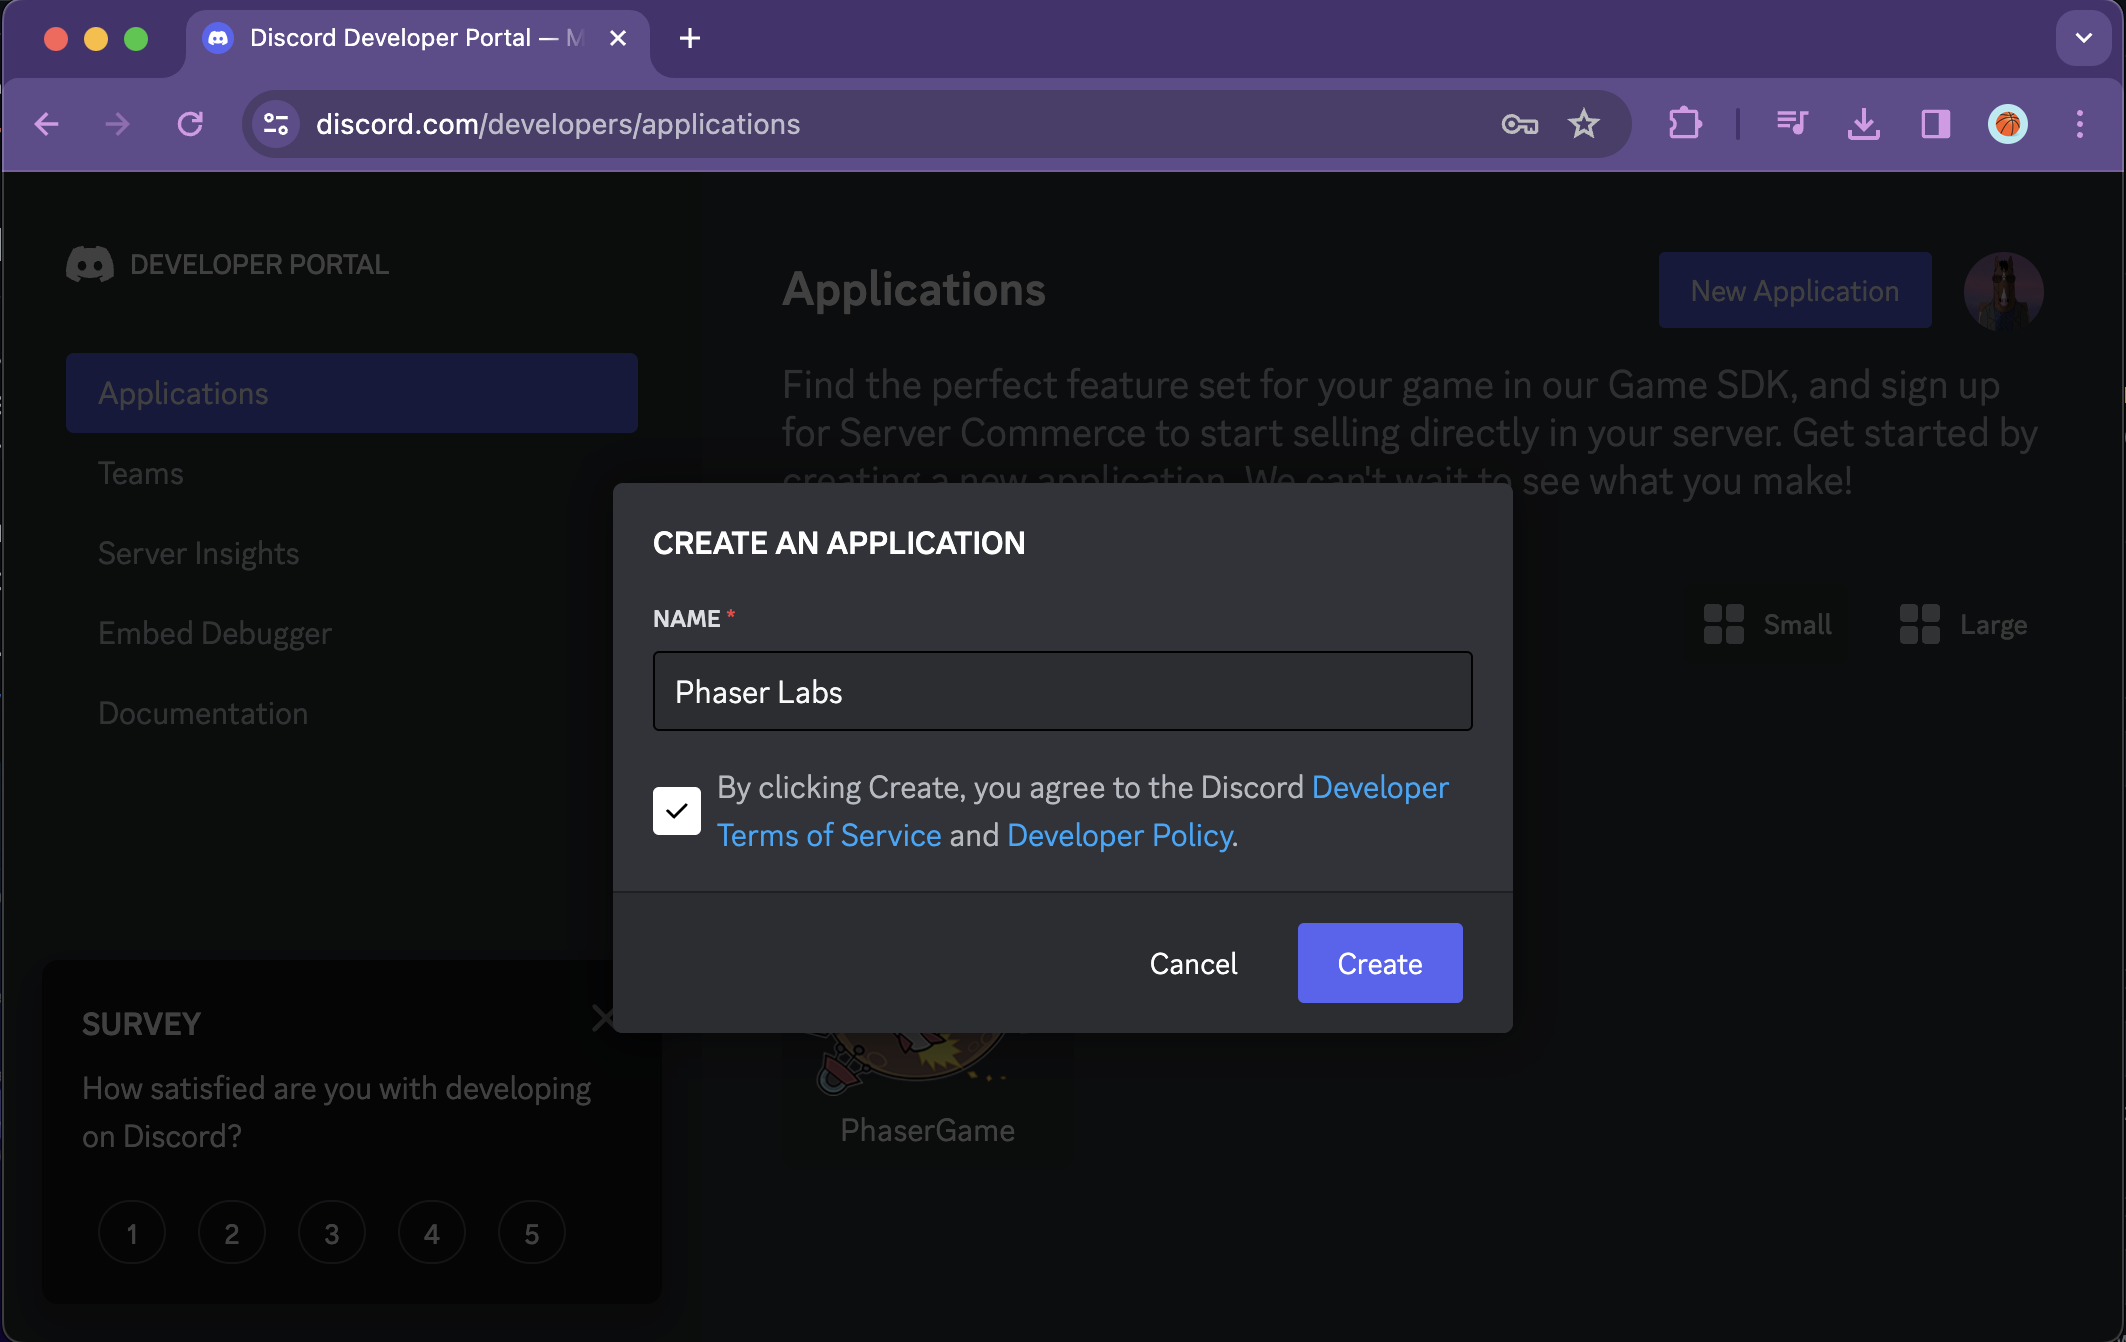 Discord Developer Portal — M
discord.com/developers/applications
DEVELOPER PORTAL
Applications
Teams
Server Insights
Embed Debugger
Documentation
Applications
New Application
Find the perfect feature set for your game in our Game SDK, and sign up
for Server Commerce to start selling directly in your server. Get started by
creating a new application. We can't wait to see what you make!
Small
Large
CREATE AN APPLICATION
NAME *
Phaser Labs
By clicking Create, you agree to the Discord Developer
Terms of Service and Developer Policy.
Cancel
Create
PhaserGame
SURVEY
How satisfied are you with developing
on Discord?
1 2 3 4 5